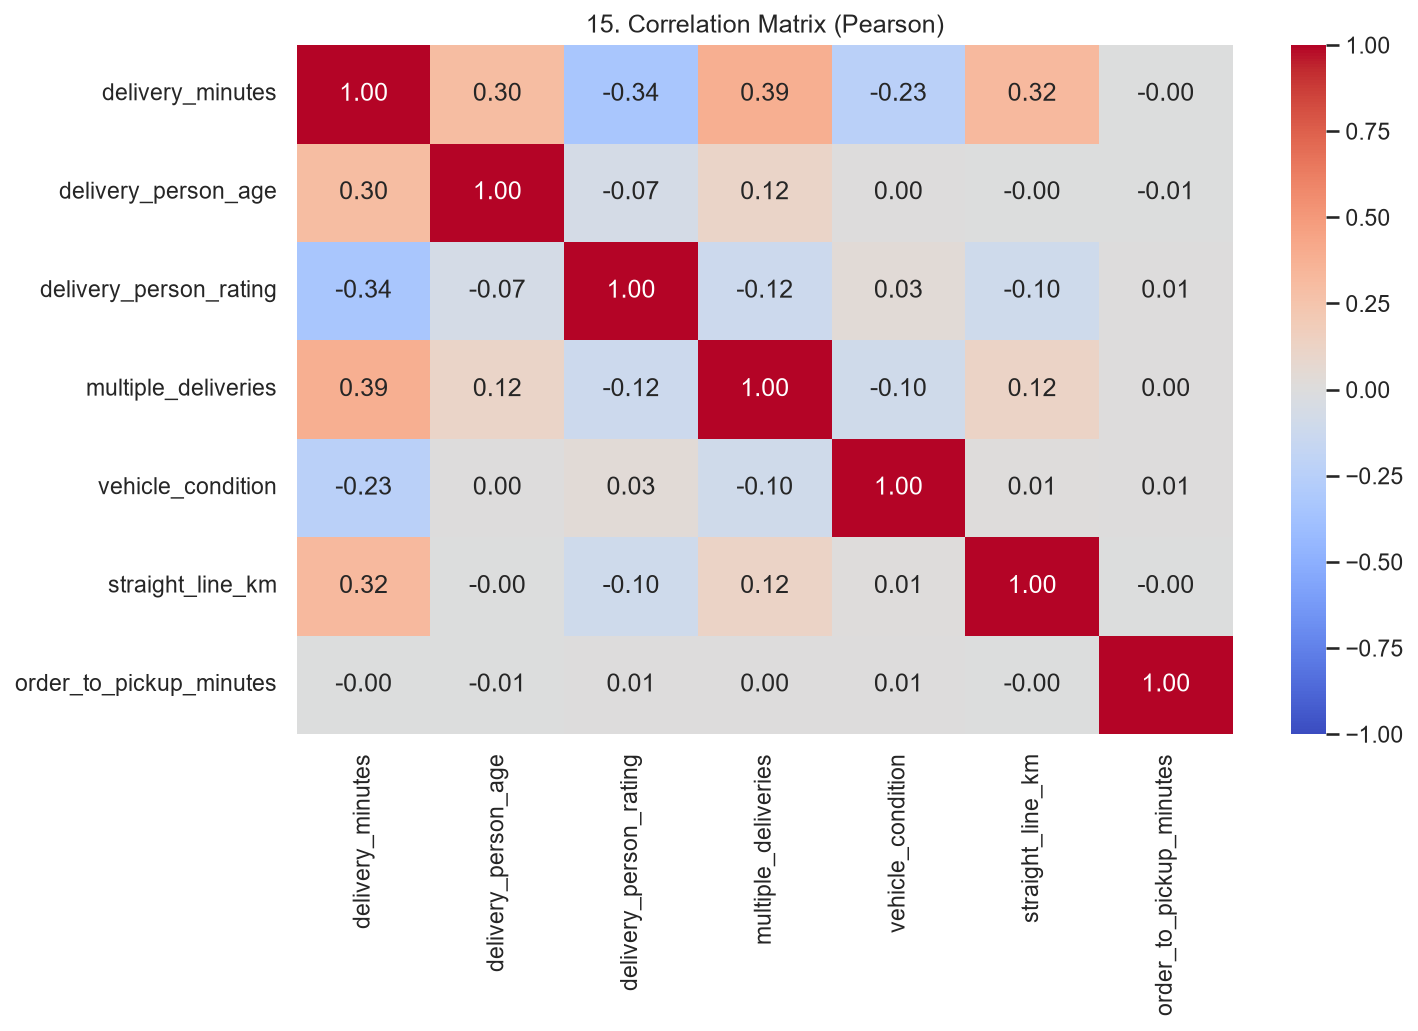 15. Correlation Matrix (Pearson)
delivery_minutes 1.00 0.30 -0.34 0.39 -0.23 0.32 -0.00
delivery_person_age 0.30 1.00 -0.07 0.12 0.00 -0.00 -0.01
delivery_person_rating -0.34 -0.07 1.00 -0.12 0.03 -0.10 0.01
multiple_deliveries 0.39 0.12 -0.12 1.00 -0.10 0.12 0.00
vehicle_condition -0.23 0.00 0.03 -0.10 1.00 0.01 0.01
straight_line_km 0.32 -0.00 -0.10 0.12 0.01 1.00 -0.00
order_to_pickup_minutes -0.00 -0.01 0.01 0.00 0.01 -0.00 1.00
delivery_minutes
delivery_person_age
delivery_person_rating
multiple_deliveries
vehicle_condition
straight_line_km
order_to_pickup_minutes
1.00
0.75
0.50
0.25
0.00
−0.25
−0.50
−0.75
−1.00